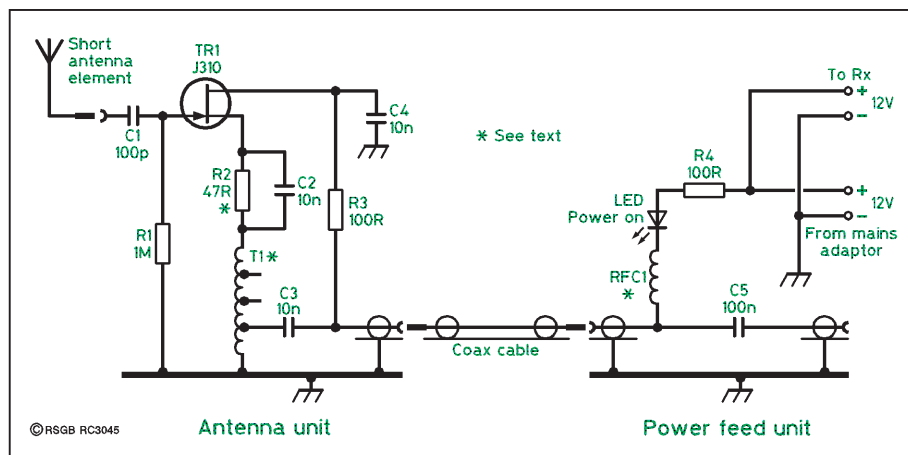 Short
antenna
element
TR1
J310
C1
100p
R1
1M
R2
47R
*
C2
10n
T1*
C3
10n
R3
100R
C4
10n
* See text
Coax cable
LED
Power on
R4
100R
RFC1
*
C5
100n
To Rx
+
12V
–
+
12V
–
From mains
adaptor
©RSGB RC3045
Antenna unit
Power feed unit